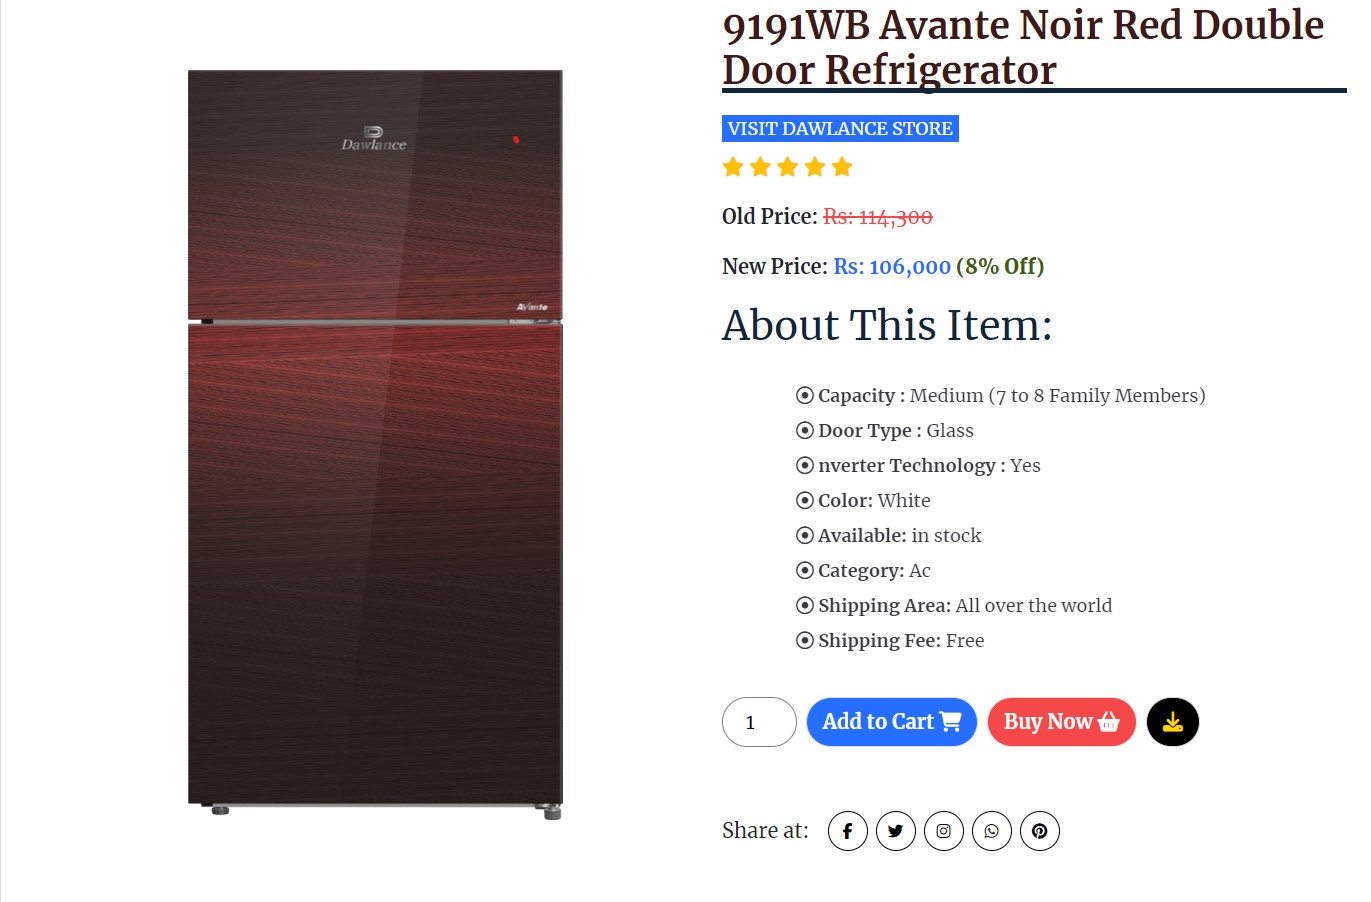 9191WB Avante Noir Red Double
Door Refrigerator
VISIT DAWLANCE STORE
Old Price: Rs: 114,300
New Price: Rs: 106,000 (8% Off)
About This Item:
Capacity : Medium (7 to 8 Family Members)
Door Type : Glass
nverter Technology : Yes
Color: White
Available: in stock
Category: Ac
Shipping Area: All over the world
Shipping Fee: Free
1
Add to Cart
Buy Now
Share at:
Dawlance
Avante